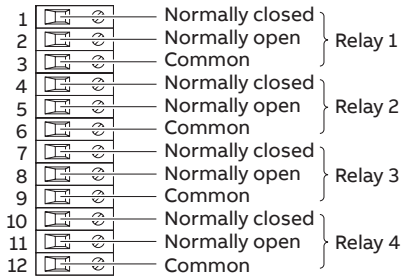 1 Normally closed
2 Normally open Relay 1
3 Common
4 Normally closed
5 Normally open Relay 2
6 Common
7 Normally closed
8 Normally open Relay 3
9 Common
10 Normally closed
11 Normally open Relay 4
12 Common